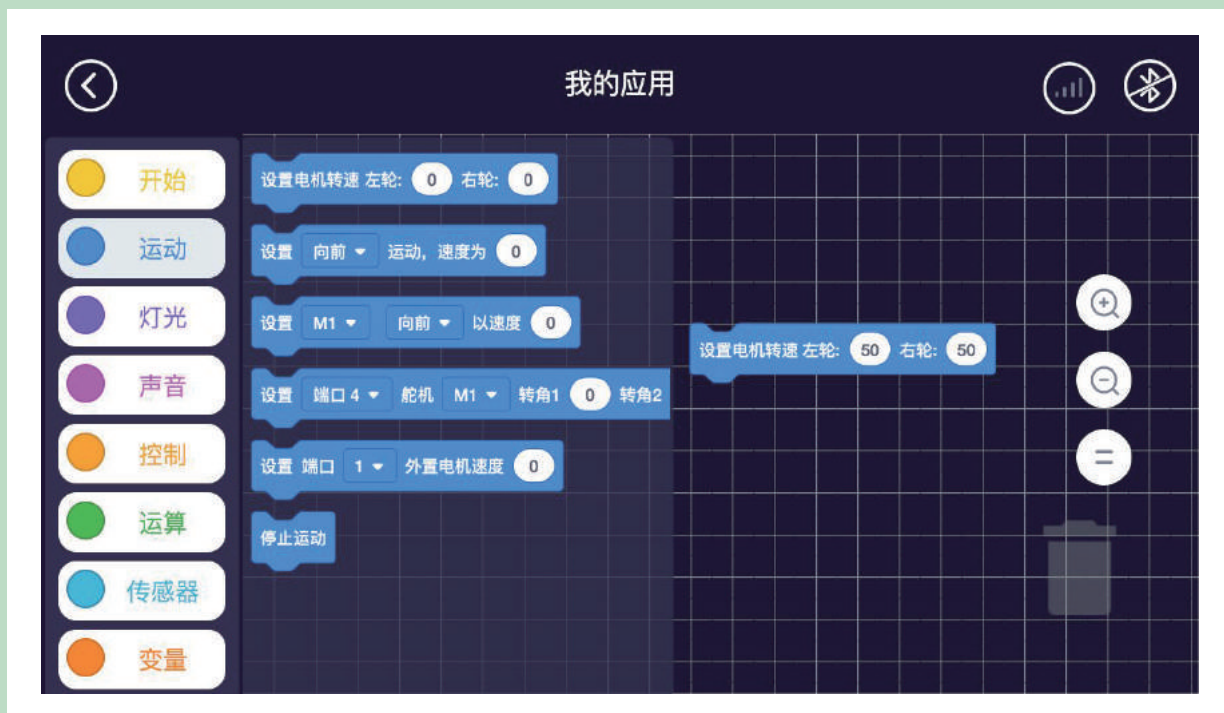 我的应用
开始
运动
灯光
声音
控制
运算
传感器
变量
设置电机转速 左轮: 0 右轮: 0
设置 向前 运动, 速度为 0
设置 M1 向前 以速度 0
设置 端口 4 舵机 M1 转角1 0 转角2
设置 端口 1 外置电机速度 0
停止运动
设置电机转速 左轮: 50 右轮: 50